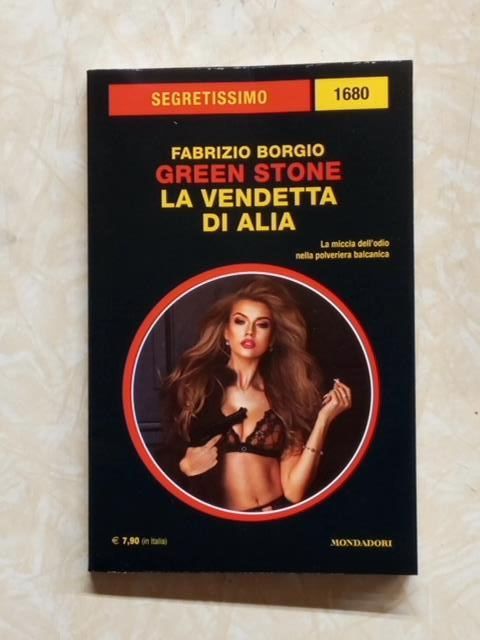 SEGRETISSIMO
1680
FABRIZIO BORGIO
GREEN STONE
LA VENDETTA
DI ALIA
La miccia dell'odio
nella polveriera balcanica
€ 7,90 (in Italia)
MONDADORI